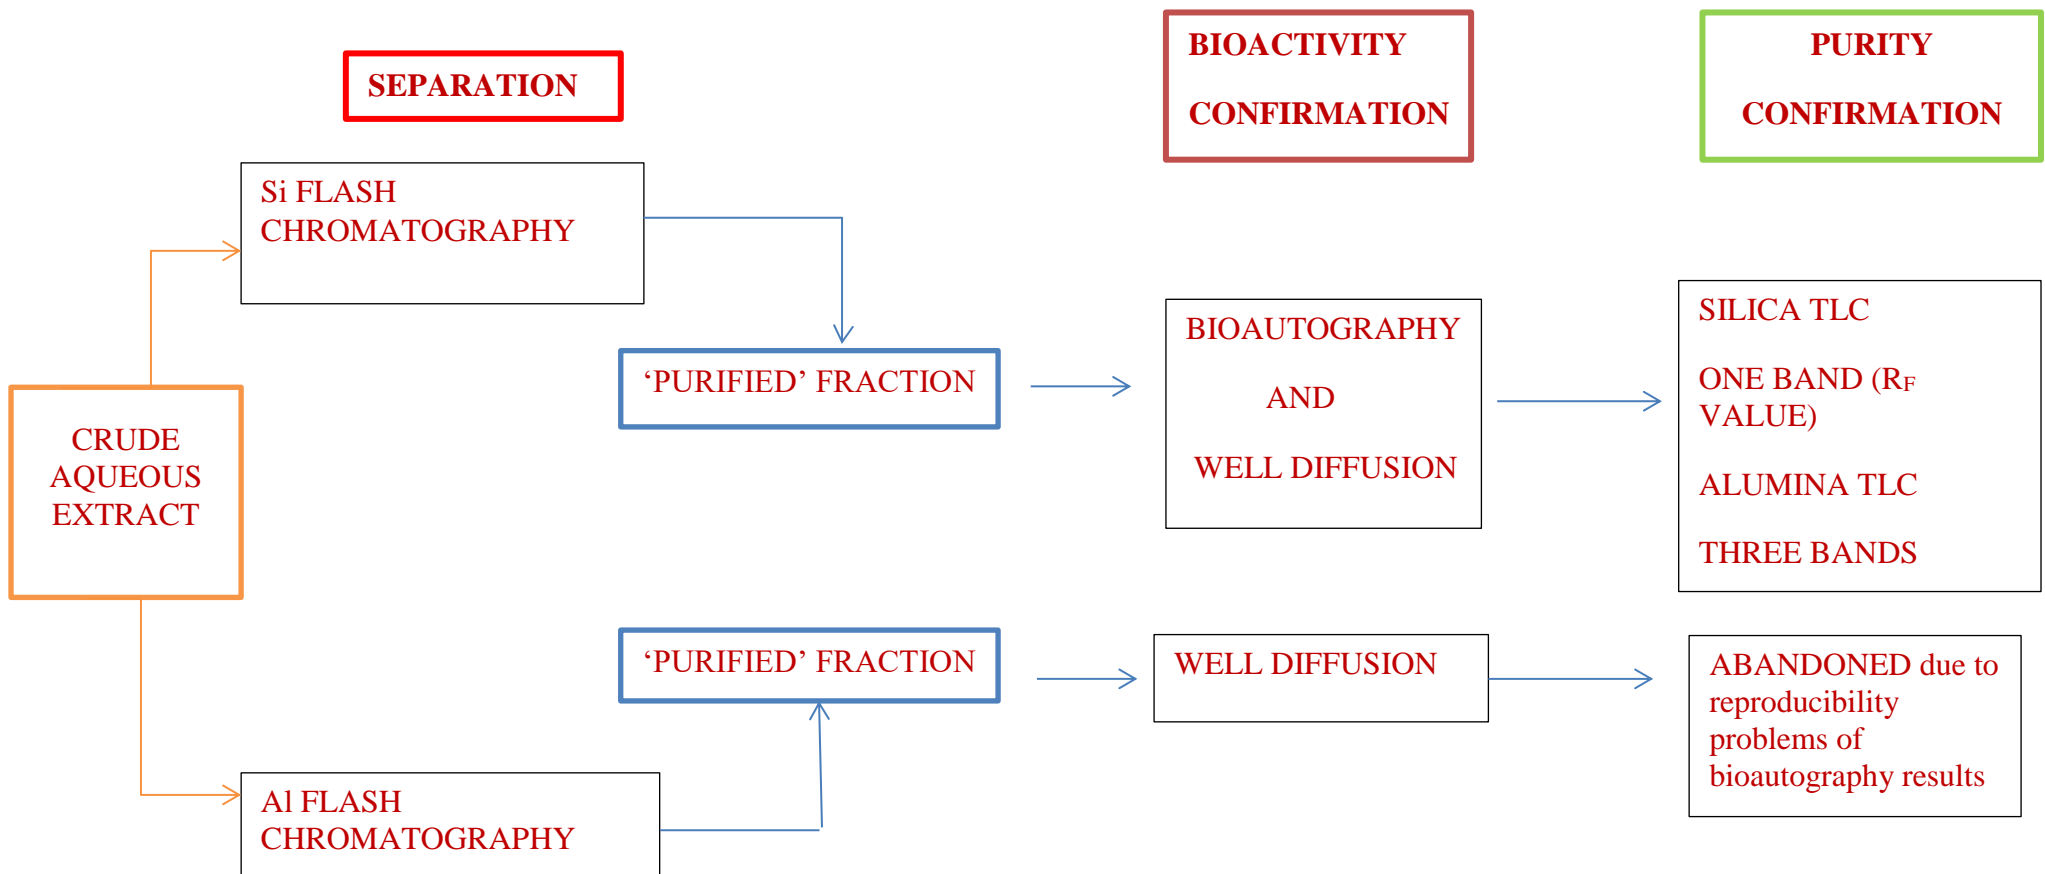 SEPARATION
BIOACTIVITY
CONFIRMATION
PURITY
CONFIRMATION
Si FLASH
CHROMATOGRAPHY
‘PURIFIED’ FRACTION
BIOAUTOGRAPHY
AND
WELL DIFFUSION
SILICA TLC
ONE BAND (RF
VALUE)
ALUMINA TLC
THREE BANDS
CRUDE
AQUEOUS
EXTRACT
‘PURIFIED’ FRACTION
WELL DIFFUSION
ABANDONED due to
reproducibility
problems of
bioautography results
Al FLASH
CHROMATOGRAPHY